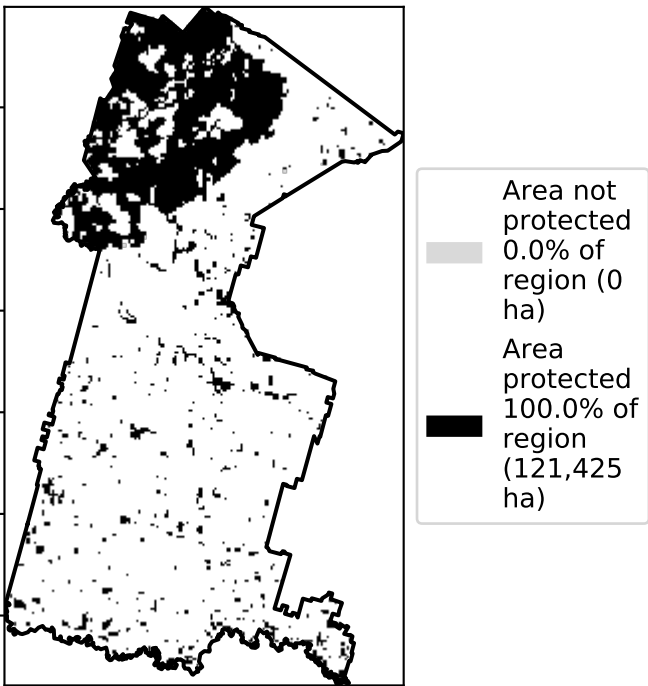 Area not
protected
0.0% of
region (0
ha)
Area
protected
100.0% of
region
(121,425
ha)